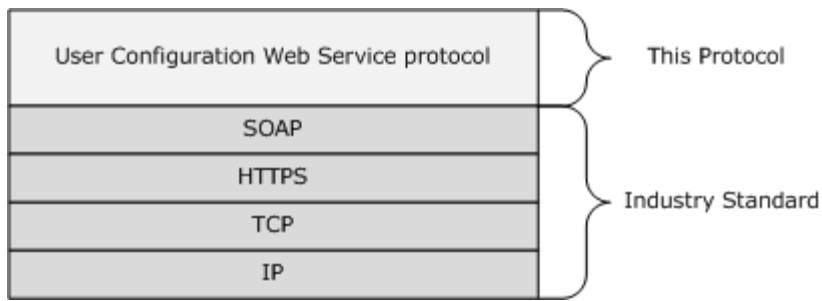 User Configuration Web Service protocol
This Protocol
SOAP
HTTPS
TCP
IP
Industry Standard